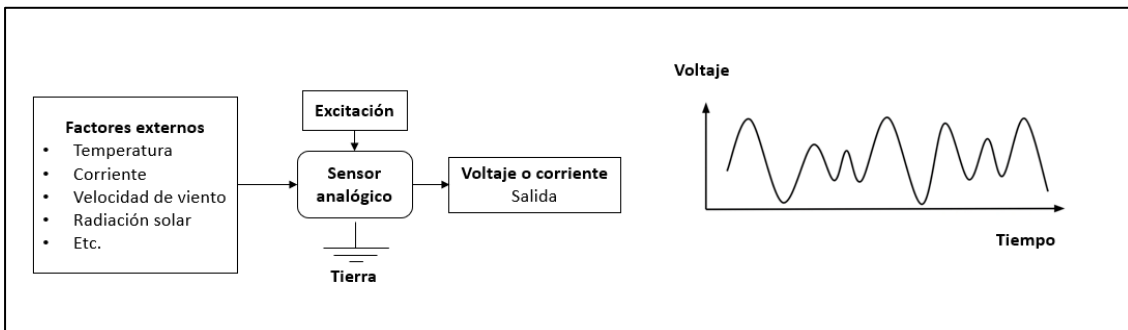 Factores externos
• Temperatura
• Corriente
• Velocidad de viento
• Radiación solar
• Etc.
Excitación
Sensor
analógico
Tierra
Voltaje o corriente
Salida
Voltaje
Tiempo